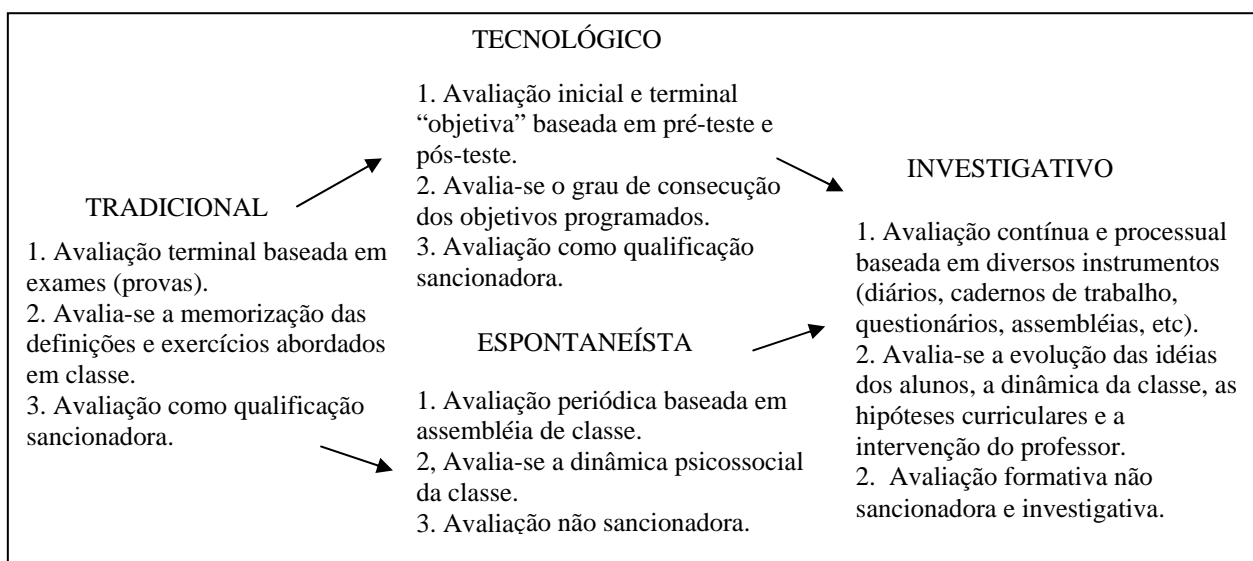 TECNOLÓGICO
1. Avaliação inicial e terminal
“objetiva” baseada em pré-teste e
pós-teste.
2. Avalia-se o grau de consecução
dos objetivos programados.
3. Avaliação como qualificação
sancionadora.
TRADICIONAL
1. Avaliação terminal baseada em
exames (provas).
2. Avalia-se a memorização das
definições e exercícios abordados
em classe.
3. Avaliação como qualificação
sancionadora.
ESPONTANEÍSTA
1. Avaliação periódica baseada em
assembléia de classe.
2, Avalia-se a dinâmica psicossocial
da classe.
3. Avaliação não sancionadora.
INVESTIGATIVO
1. Avaliação contínua e processual
baseada em diversos instrumentos
(diários, cadernos de trabalho,
questionários, assembléias, etc).
2. Avalia-se a evolução das idéias
dos alunos, a dinâmica da classe, as
hipóteses curriculares e a
intervenção do professor.
2. Avaliação formativa não
sancionadora e investigativa.